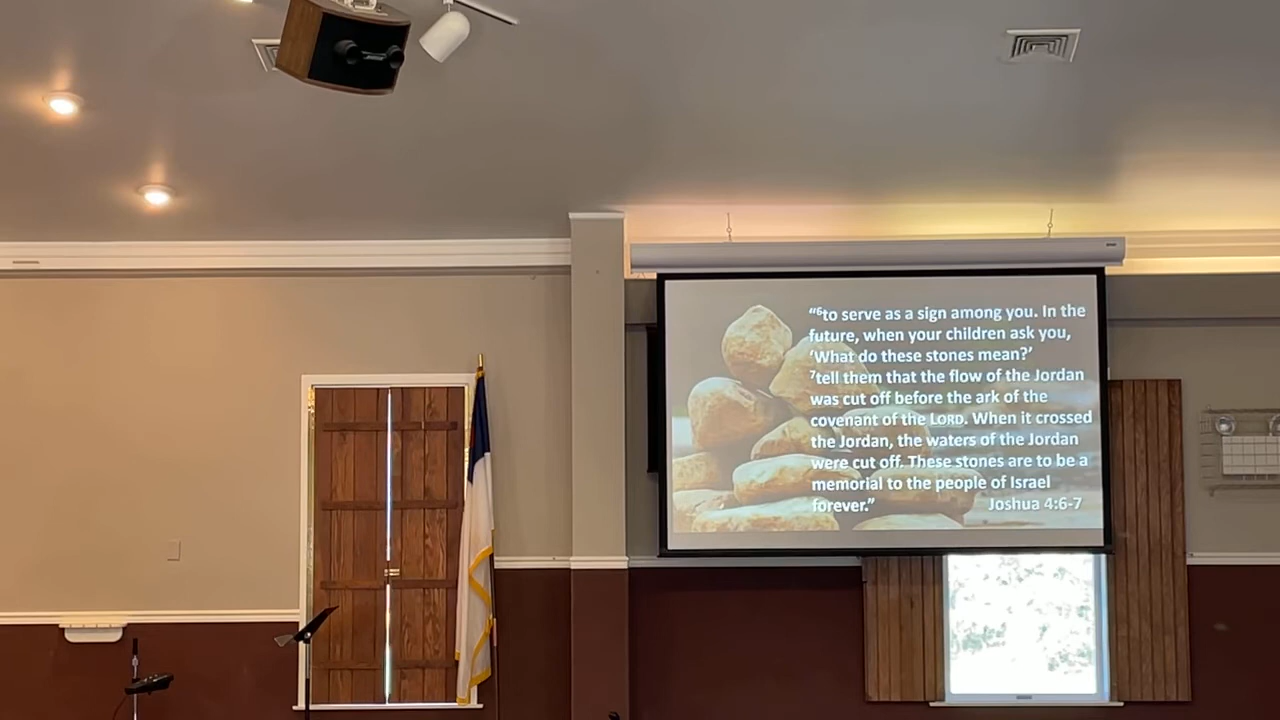 “⁶to serve as a sign among you. In the
future, when your children ask you,
‘What do these stones mean?’
⁷tell them that the flow of the Jordan
was cut off before the ark of the
covenant of the LORD. When it crossed
the Jordan, the waters of the Jordan
were cut off. These stones are to be a
memorial to the people of Israel
forever.” Joshua 4:6-7